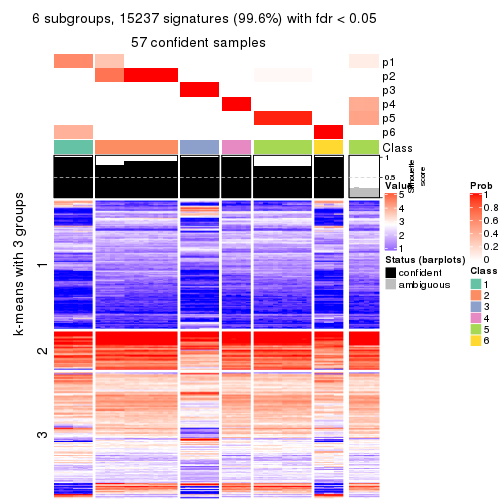 6 subgroups, 15237 signatures (99.6%) with fdr < 0.05
57 confident samples
p1
p2
p3
p4
p5
p6
Class
1
0.5
0
Silhouette
score
k-means with 3 groups
1
2
3
Value
5
4
3
2
1
Status (barplots)
confident
ambiguous
Prob
1
0.8
0.6
0.4
0.2
0
Class
1
2
3
4
5
6